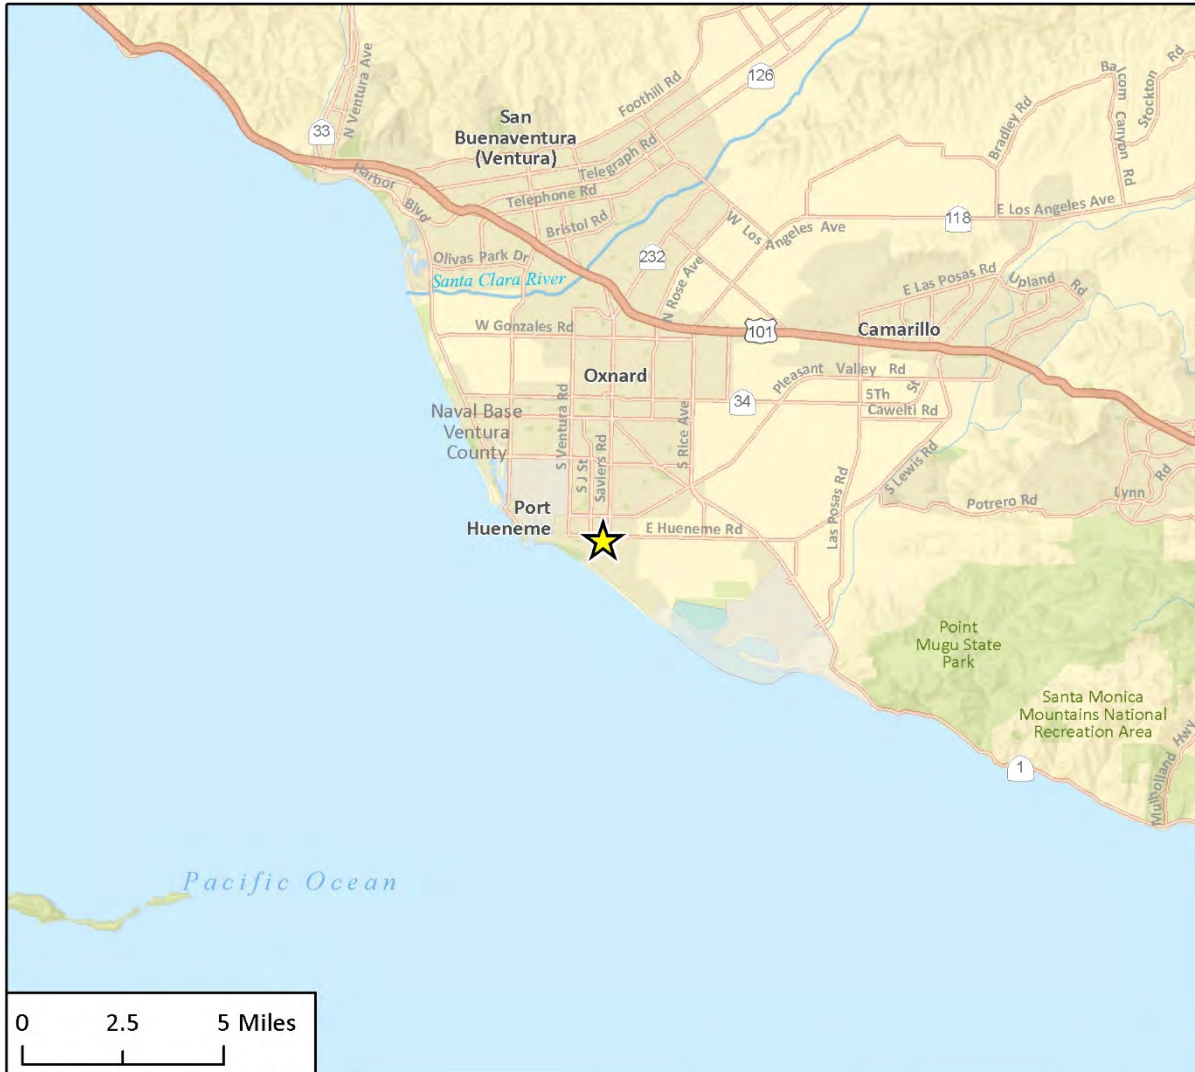 126
Foothill Rd
N Ventura Ave
33
San
Buenaventura
(Ventura)
Telegraph Rd
Telephone Rd
Harbor
Blvd
Bristol Rd
Olivas Park Dr
Santa Clara River
232
W Los Angeles Ave
N Rose Ave
Bradley Rd
Balcom Canyon Rd
Stockton Rd
E Los Angeles Ave
118
E Las Posas Rd
Upland Rd
W Gonzales Rd
101
Camarillo
Oxnard
34
Pleasant Valley Rd
5Th St
Cawelti Rd
Naval Base
Ventura
County
S Ventura Rd
S J St
Saviers Rd
S Rice Ave
Las Posas Rd
S Lewis Rd
Potrero Rd
Lynn Rd
Port
Hueneme
E Hueneme Rd
Point
Mugu State
Park
Santa Monica
Mountains National
Recreation Area
1
Mulholland Hwy
Pacific Ocean
0 2.5 5 Miles